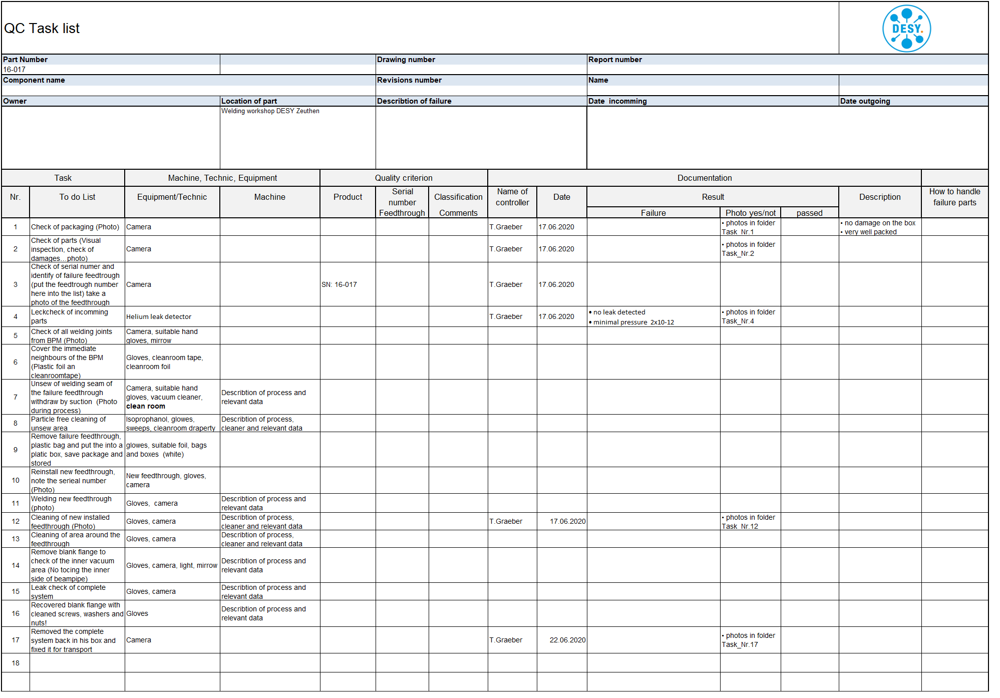 QC Task list
DESY.
Part Number
Drawing number
Report number
16-017
Component name
Revisions number
Name
Owner
Location of part
Describtion of failure
Date  incomming
Date outgoing
Welding workshop DESY Zeuthen
Task
Machine, Technic, Equipment
Quality criterion
Documentation
Nr.
To do List
Equipment/Technic
Machine
Product
Serial
number
Feedthrough
Classification
Comments
Name of
controller
Date
Result
Failure
Photo yes/not
passed
Description
How to handle
failure parts
1
Check of packaging (Photo)
Camera
T.Graeber
17.06.2020
• photos in folder
Task_Nr.1
• no damage on the box
• very well packed
2
Check of parts (Visual
inspection, check of
damages…photo)
Camera
T.Graeber
17.06.2020
• photos in folder
Task_Nr.2
3
Check of serial numer and
identify of failure feedtrough
(put the feedtrough number
here into the list) take a
photo of the feedthrough
Camera
SN: 16-017
T.Graeber
17.06.2020
4
Leckcheck of incomming
parts
Helium leak detector
T.Graeber
17.06.2020
• no leak detected
• minimal pressure 2x10-12
• photos in folder
Task_Nr.4
5
Check of all welding joints
from BPM (Photo)
Camera, suitable hand
gloves, mirrow
6
Cover the immediate
neighbours of the BPM
(Plastic foil an
cleanroomtape)
Gloves, cleanroom tape,
cleanroom foil
7
Unsew of welding seam of
the failure feedthrough
withdraw by suction  (Photo
during process)
Camera, suitable hand
gloves, vacuum cleaner,
clean room
Describtion of process and
relevant data
8
Particle free cleaning of
unsew area
Isoprophanol, glowes,
sweeps, cleanroom draperty
Describtion of process,
cleaner and relevant data
9
Remove failure feedthrough,
plastic bag and put the into a
platic box, save package and
stored
glowes, suitable foil, bags
and boxes  (white)
10
Reinstall new feedthrough,
note the serieal number
(Photo)
New feedthrough, gloves,
camera
11
Welding new feedthrough
(photo)
Gloves,  camera
Describtion of process and
relevant data
12
Cleaning of new installed
feedthrough (Photo)
Gloves, camera
Describtion of process,
cleaner and relevant data
T.Graeber
17.06.2020
• photos in folder
Task_Nr.12
13
Cleaning of area around the
feedthrough
Gloves, camera
Describtion of process,
cleaner and relevant data
14
Remove blank flange to
check of the inner vacuum
area (No tocing the inner
side of beampipe)
Gloves, camera, light, mirrow
Describtion of process and
relevant data
15
Leak check of complete
system
Gloves, camera
Describtion of process and
relevant data
16
Recovered blank flange with
cleaned screws, washers and
nuts!
Gloves
Describtion of process and
relevant data
17
Removed the complete
system back in his box and
fixed it for transport
Camera
T.Graeber
22.06.2020
• photos in folder
Task_Nr.17
18